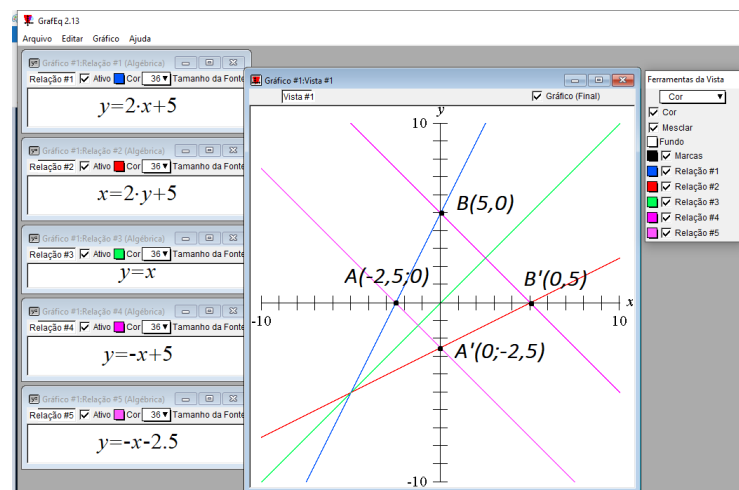 GrafEq 2.13
Arquivo Editar Gráfico Ajuda
Gráfico #1:Relação #1 (Algébrica)
Relação #1 Ativo Cor 36 Tamanho da Fonte
y=2·x+5
Gráfico #1:Relação #2 (Algébrica)
Relação #2 Ativo Cor 36 Tamanho da Fonte
x=2·y+5
Gráfico #1:Relação #3 (Algébrica)
Relação #3 Ativo Cor 36 Tamanho da Fonte
y=x
Gráfico #1:Relação #4 (Algébrica)
Relação #4 Ativo Cor 36 Tamanho da Fonte
y=-x+5
Gráfico #1:Relação #5 (Algébrica)
Relação #5 Ativo Cor 36 Tamanho da Fonte
y=-x-2.5
Gráfico #1:Vista #1
Vista #1 Gráfico (Final)
y
10
B(5,0)
A(-2,5;0)
B'(0,5)
-10
x
10
A'(0;-2,5)
-10
Ferramentas da Vista
Cor
Cor
Mesclar
Fundo
Marcas
Relação #1
Relação #2
Relação #3
Relação #4
Relação #5